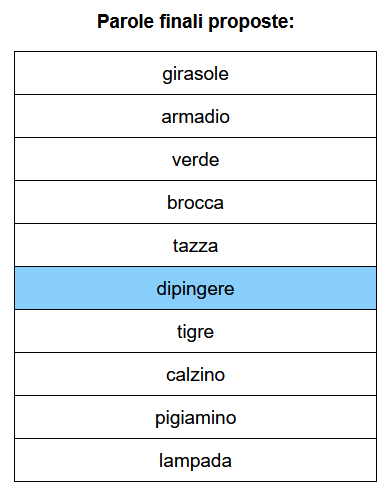 Parole finali proposte:
girasole
armadio
verde
brocca
tazza
dipingere
tigre
calzino
pigiamino
lampada